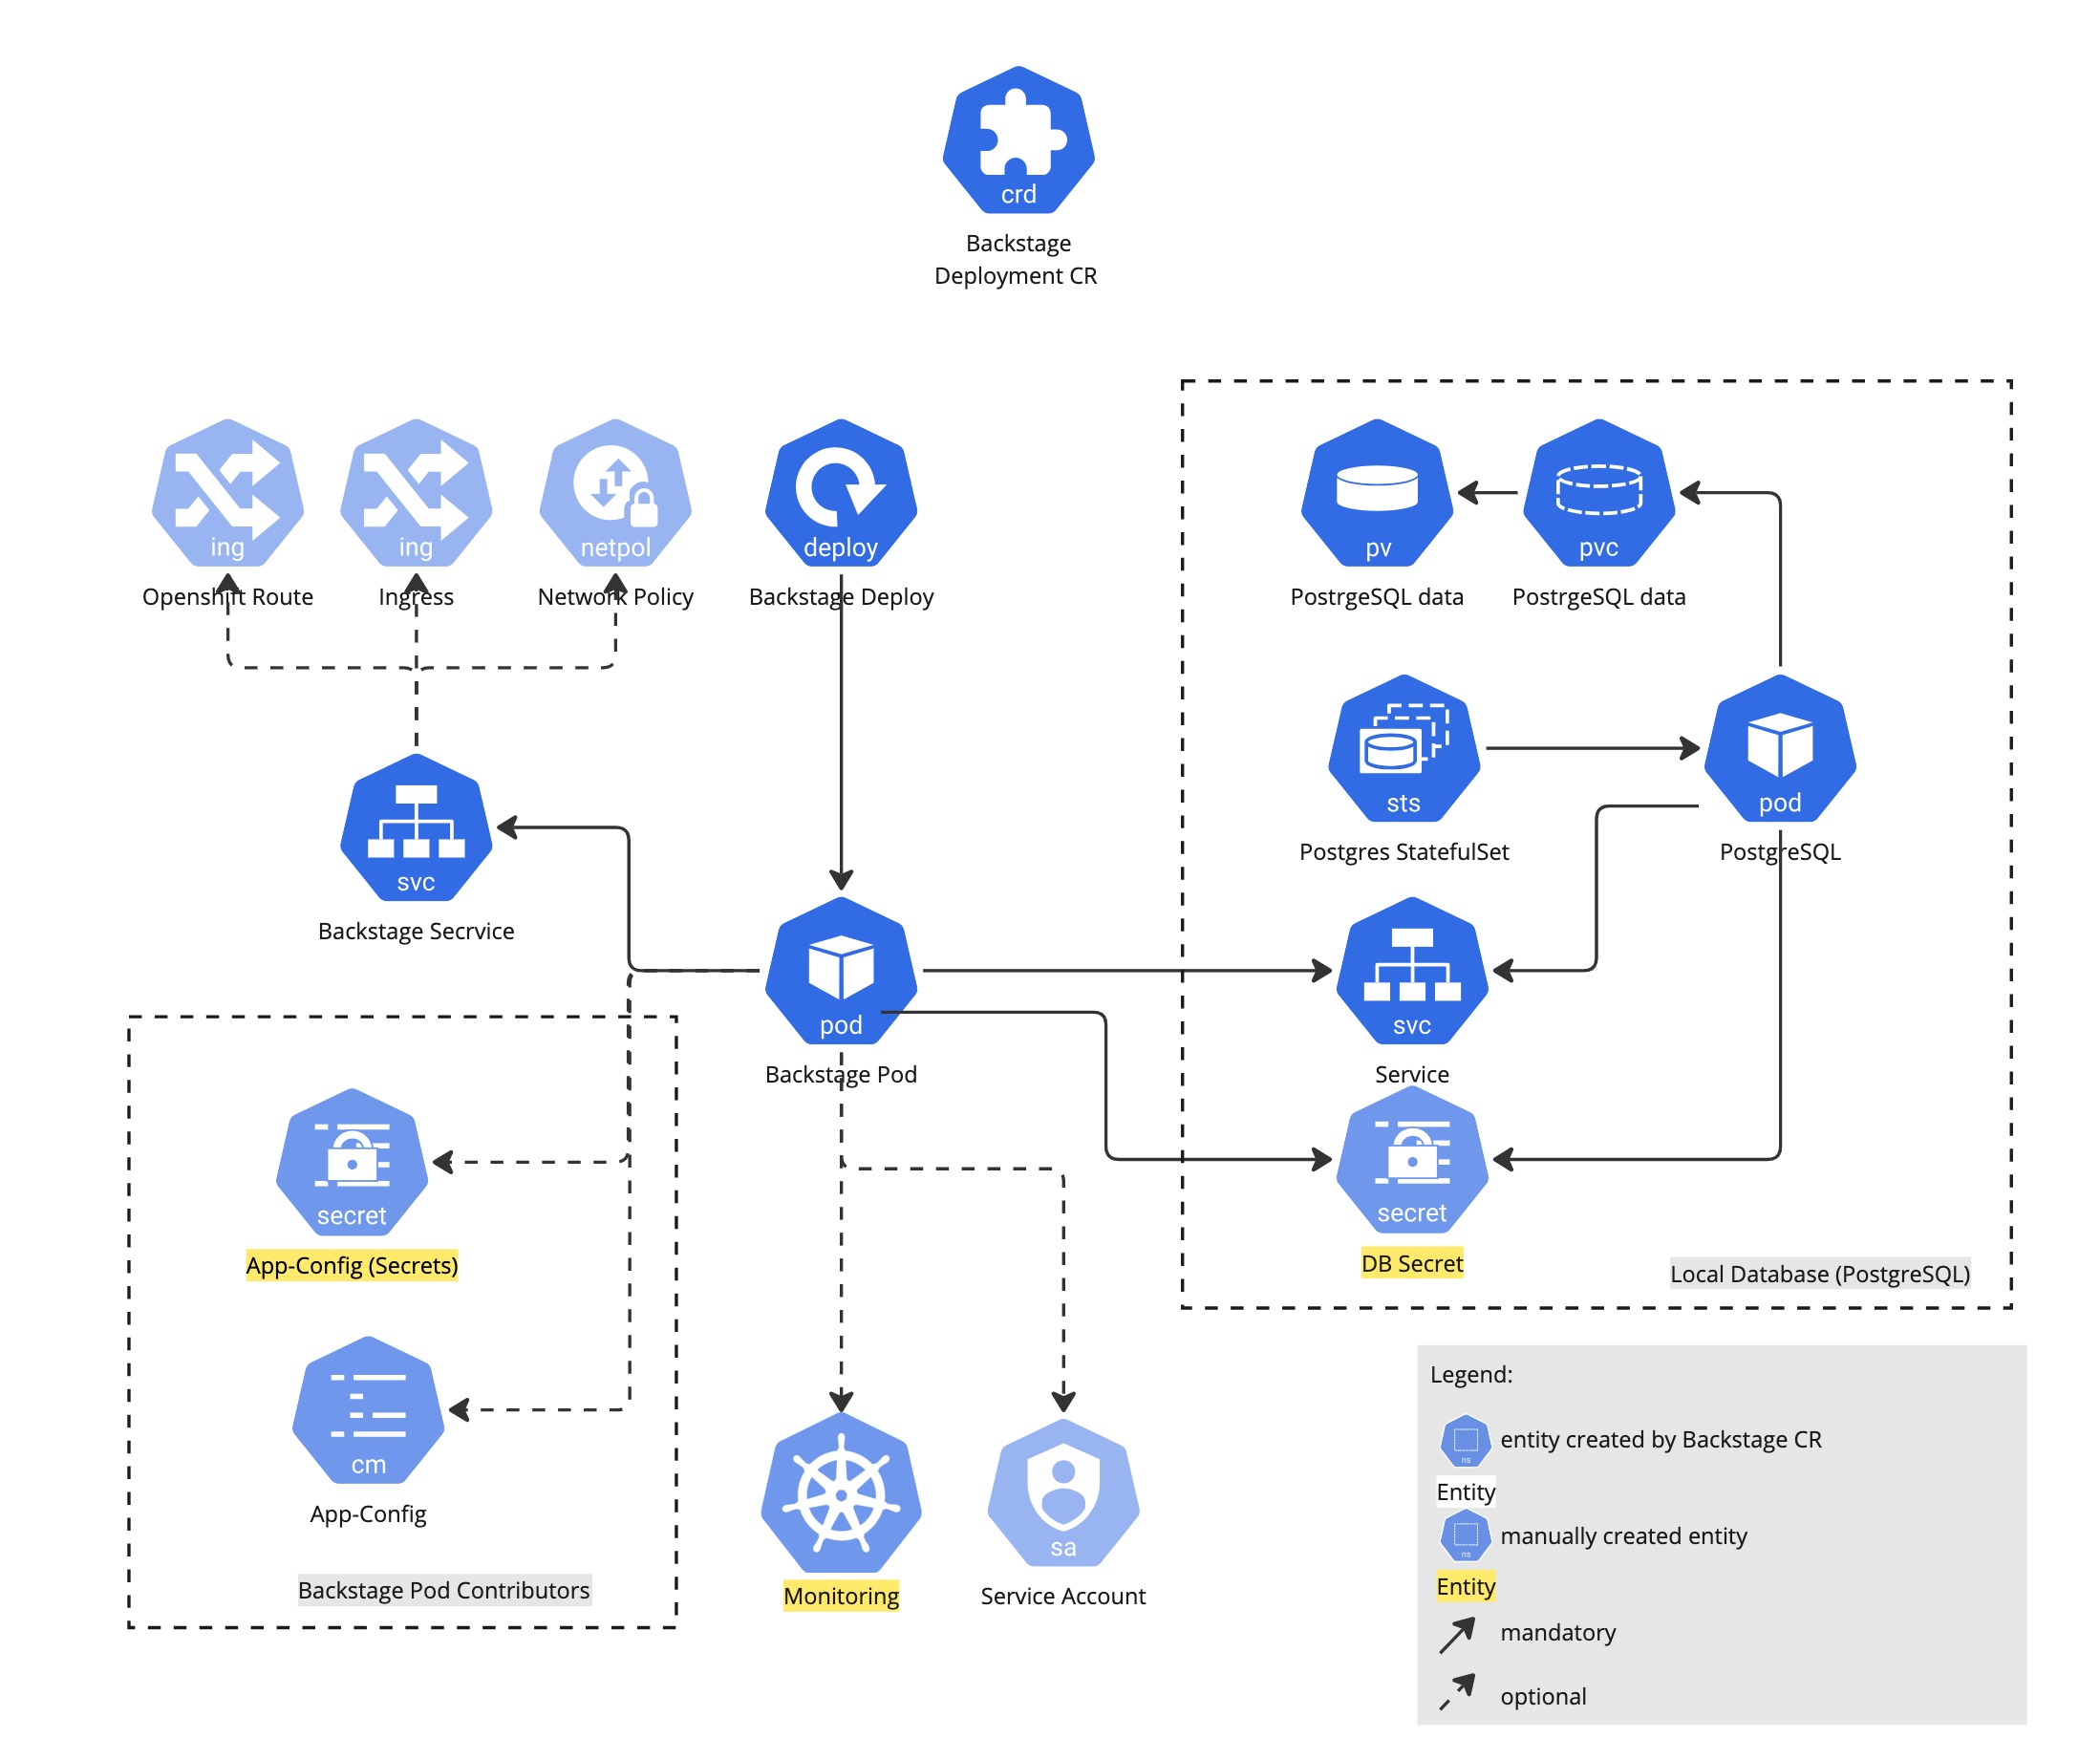 crd
Backstage
Deployment CR
ing
Openshift Route
ing
Ingress
netpol
Network Policy
deploy
Backstage Deploy
pv
PostrgeSQL data
pvc
PostrgeSQL data
sts
Postgres StatefulSet
pod
PostgreSQL
svc
Backstage Secrvice
pod
Backstage Pod
svc
Service
secret
App-Config (Secrets)
secret
DB Secret
Local Database (PostgreSQL)
cm
App-Config
Backstage Pod Contributors
Monitoring
sa
Service Account
Legend:
ns
entity created by Backstage CR
Entity
ns
manually created entity
Entity
mandatory
optional